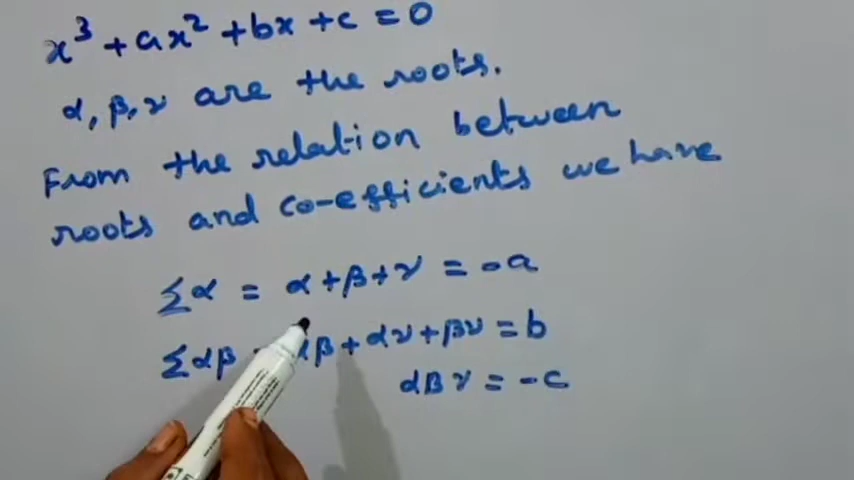 x³ + ax² + bx + c = 0
α, β, γ are the roots.
From the relation between
roots and co-efficients we have
Σα = α + β + γ = -a
Σαβ αβ + αγ + βγ = b
αβγ = -c